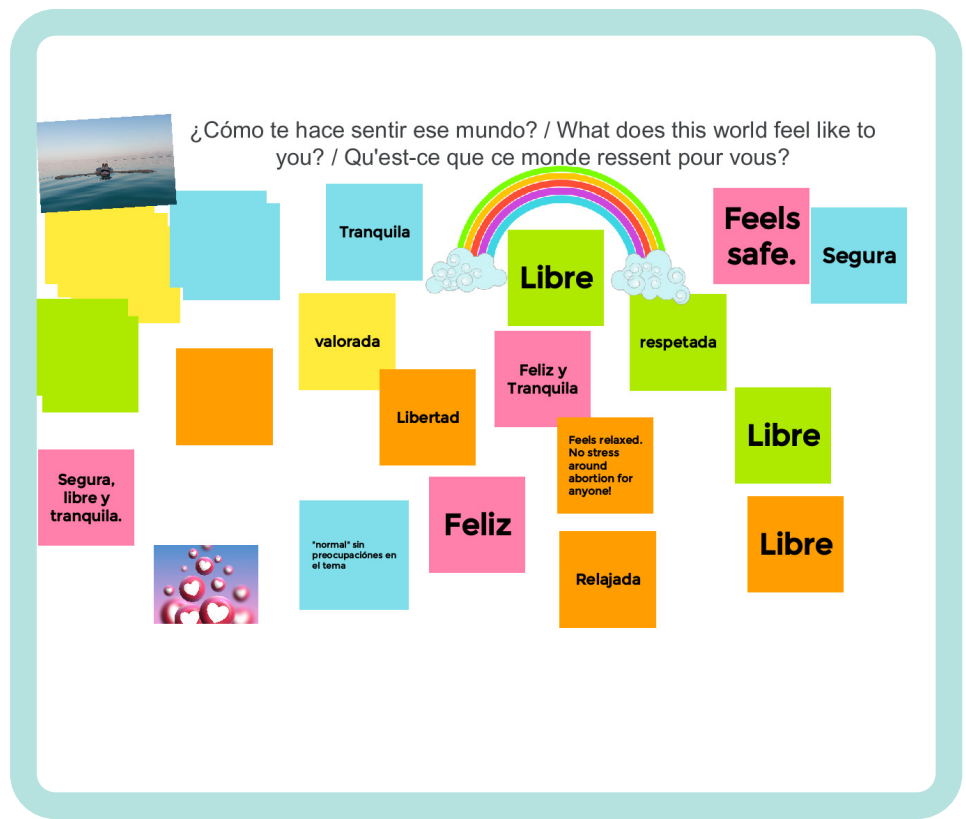 ¿Cómo te hace sentir ese mundo? / What does this world feel like to
you? / Qu'est-ce que ce monde ressent pour vous?
Tranquila
Libre
Feels
safe.
Segura
valorada
respetada
Feliz y
Tranquila
Libertad
Libre
Feels relaxed.
No stress
around
abortion for
anyone!
Segura,
libre y
tranquila.
Feliz
"normal" sin
preocupaciónes en
el tema
Libre
Relajada